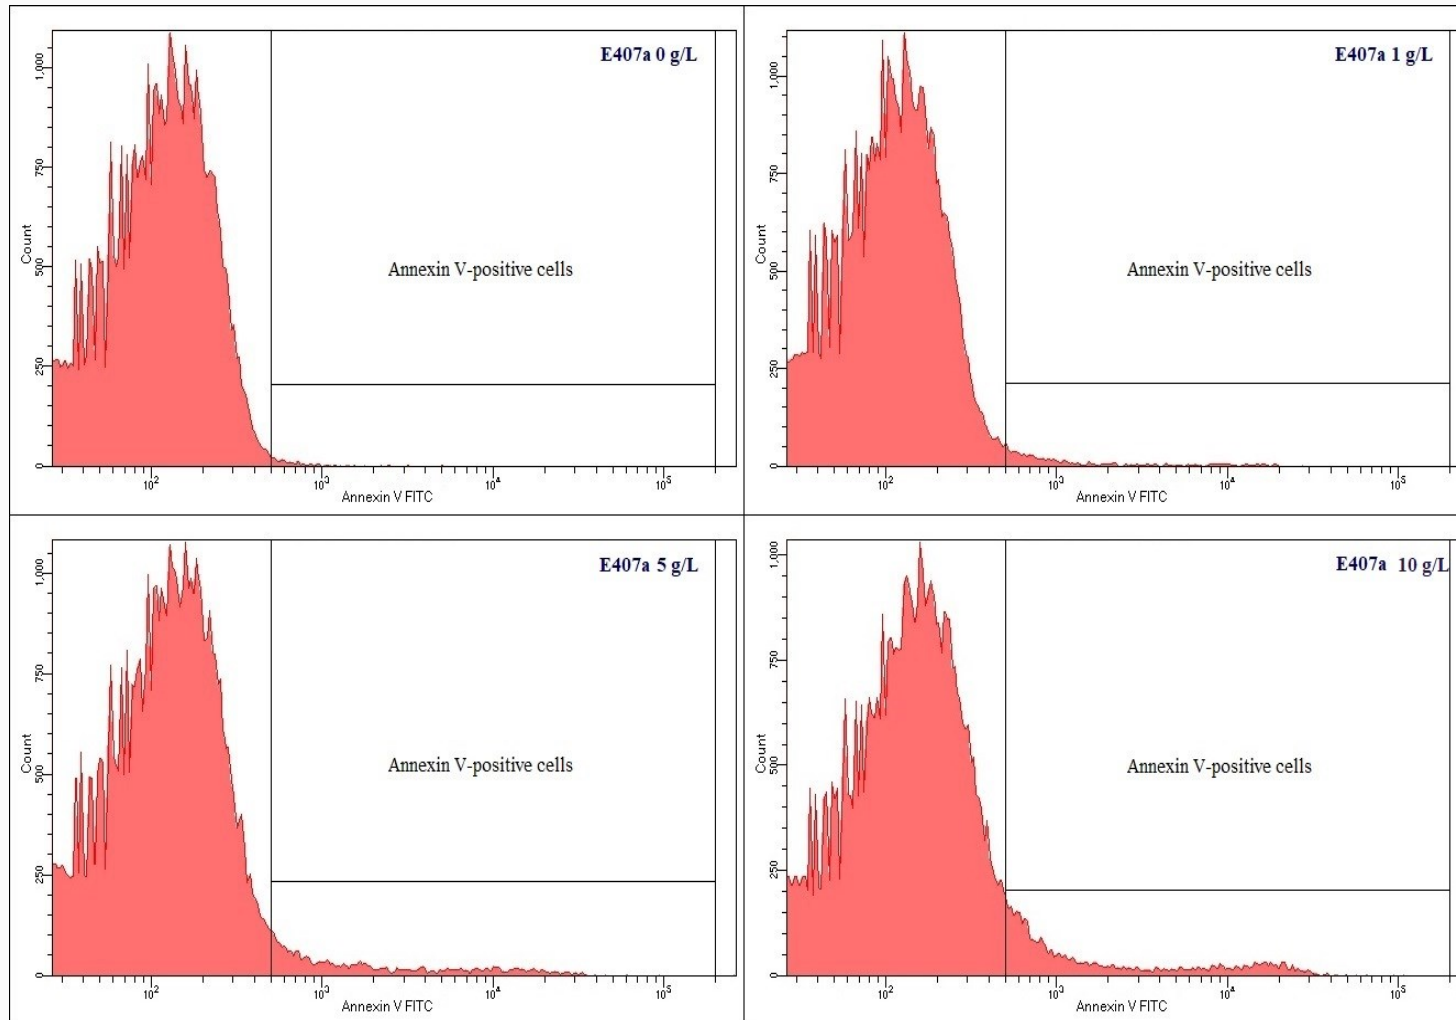 E407a 0 g/L
1,000
750
500
250
0
Count
Annexin V-positive cells
10²
10³
10⁴
10⁵
Annexin V FITC
E407a 1 g/L
1,000
750
500
250
0
Count
Annexin V-positive cells
10²
10³
10⁴
10⁵
Annexin V FITC
E407a 5 g/L
1,000
750
500
250
0
Count
Annexin V-positive cells
10²
10³
10⁴
10⁵
Annexin V FITC
E407a 10 g/L
1,000
750
500
250
0
Count
Annexin V-positive cells
10²
10³
10⁴
10⁵
Annexin V FITC